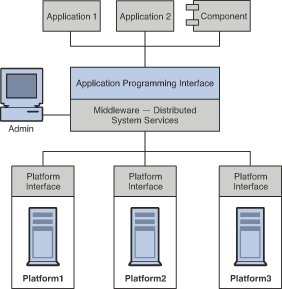 Application 1
Application 2
Component
Application Programming Interface
Middleware — Distributed
System Services
Admin
Platform
Interface
Platform
Interface
Platform
Interface
Platform1
Platform2
Platform3